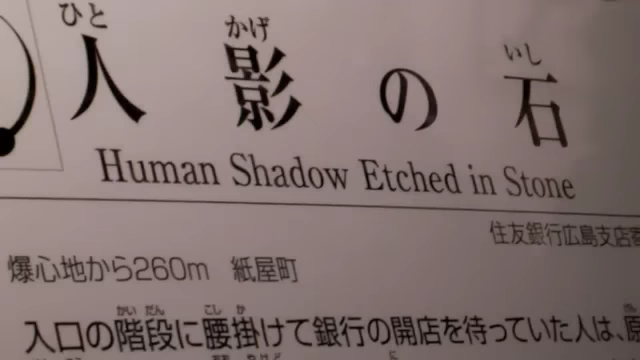 ひと かげ いし
人影の石
Human Shadow Etched in Stone
住友銀行広島支店
爆心地から260m 紙屋町
かい だん こし か
入口の階段に腰掛けて銀行の開店を待っていた人は、原